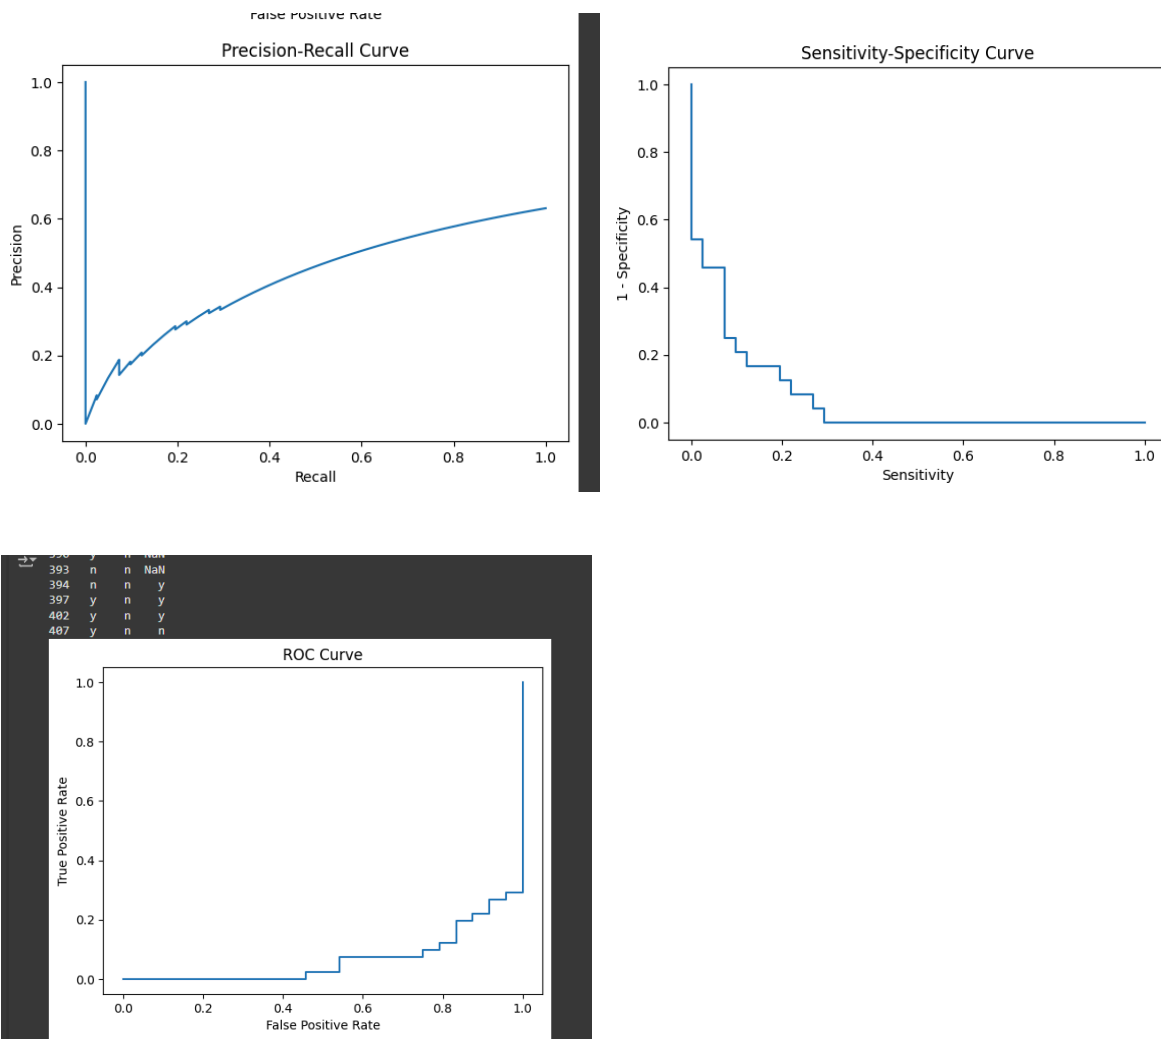 False Positive Rate
Precision-Recall Curve
1.0
0.8
0.6
0.4
0.2
0.0
Precision
0.0 0.2 0.4 0.6 0.8 1.0
Recall
Sensitivity-Specificity Curve
1.0
0.8
0.6
0.4
0.2
0.0
1 - Specificity
0.0 0.2 0.4 0.6 0.8 1.0
Sensitivity
390 y n NaN
393 n n NaN
394 n n y
397 y n y
402 y n y
407 y n n
ROC Curve
1.0
0.8
0.6
0.4
0.2
0.0
True Positive Rate
0.0 0.2 0.4 0.6 0.8 1.0
False Positive Rate